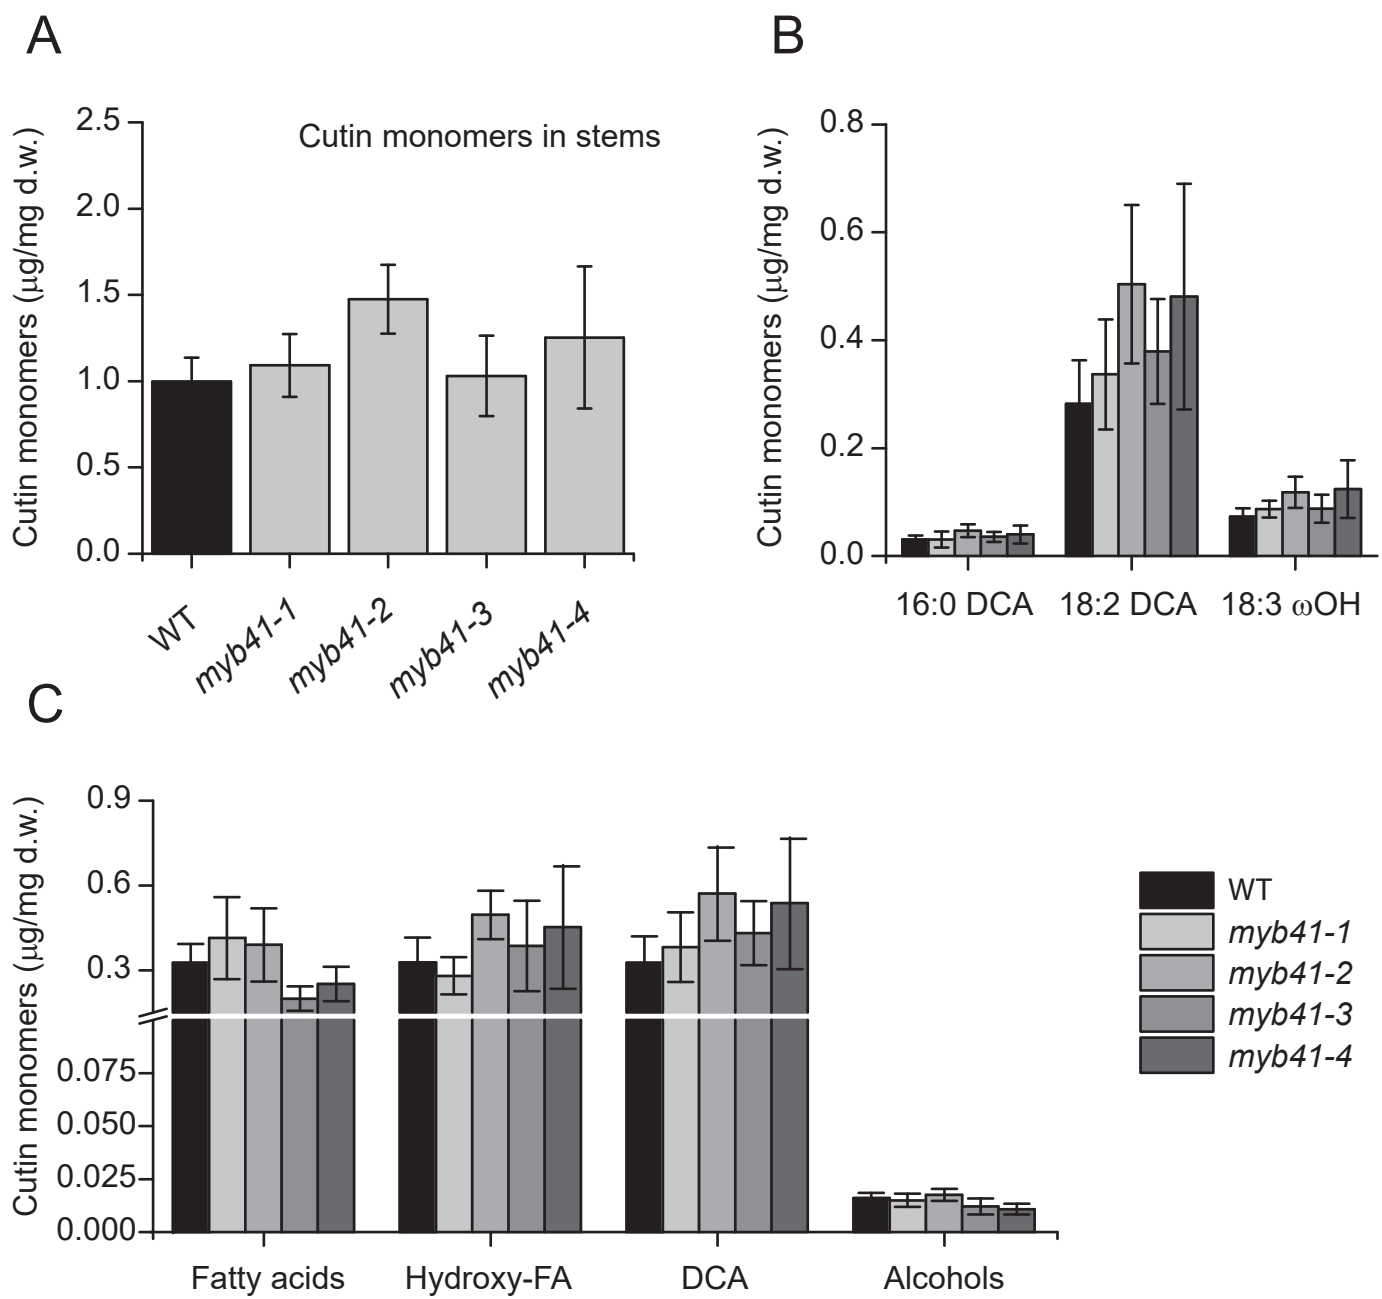 A
Cutin monomers (µg/mg d.w.)
2.5
2.0
1.5
1.0
0.5
0.0
Cutin monomers in stems
WT
myb41-1
myb41-2
myb41-3
myb41-4
B
Cutin monomers (µg/mg d.w.)
0.8
0.6
0.4
0.2
0.0
16:0 DCA
18:2 DCA
18:3 ωOH
C
Cutin monomers (µg/mg d.w.)
0.9
0.6
0.3
0.075
0.050
0.025
0.000
Fatty acids
Hydroxy-FA
DCA
Alcohols
WT
myb41-1
myb41-2
myb41-3
myb41-4